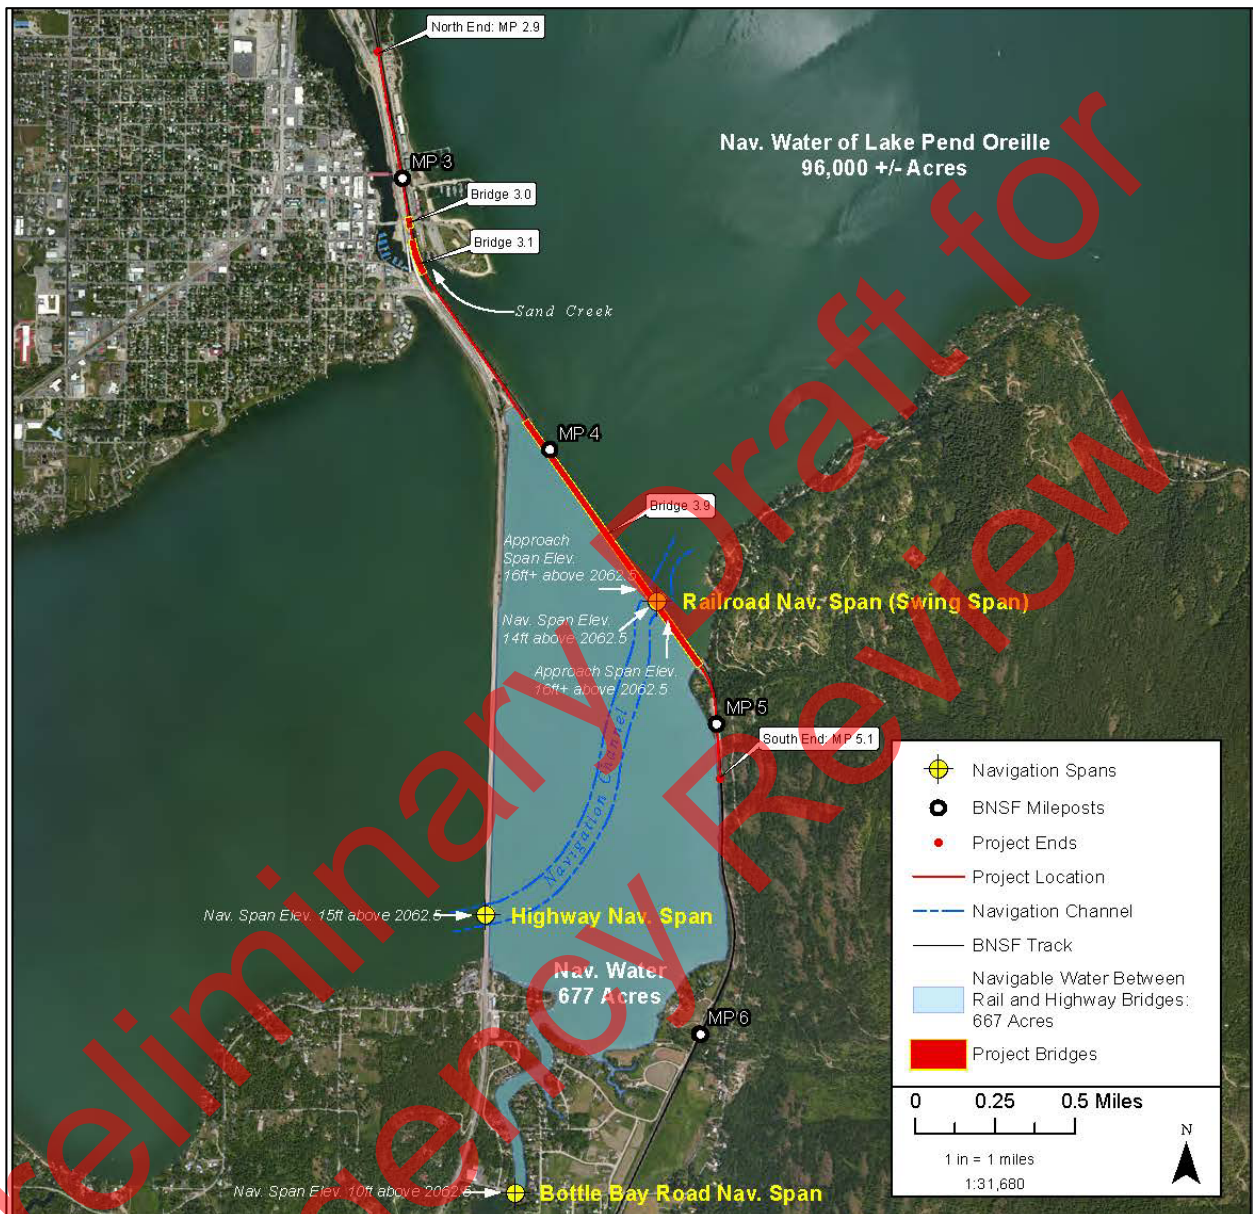 North End: MP 2.9
Nav. Water of Lake Pend Oreille
96,000 +/- Acres
MP 3
Bridge 3.0
Bridge 3.1
Sand Creek
MP 4
Bridge 3.9
Approach
Span Elev.
16ft+ above 2062.5
Railroad Nav. Span (Swing Span)
Nav. Span Elev.
14ft above 2062.5
Approach Span Elev.
16ft+ above 2062.5
MP 5
South End: MP 5.1
Navigation Channel
Nav. Span Elev. 15ft above 2062.5
Highway Nav. Span
Nav. Water
677 Acres
MP 6
Nav. Span Elev. 10ft above 2062.5
Bottle Bay Road Nav. Span
Navigation Spans
BNSF Mileposts
Project Ends
Project Location
Navigation Channel
BNSF Track
Navigable Water Between
Rail and Highway Bridges:
667 Acres
Project Bridges
0 0.25 0.5 Miles
1 in = 1 miles
1:31,680
N
reliminary Draft for
gency Review